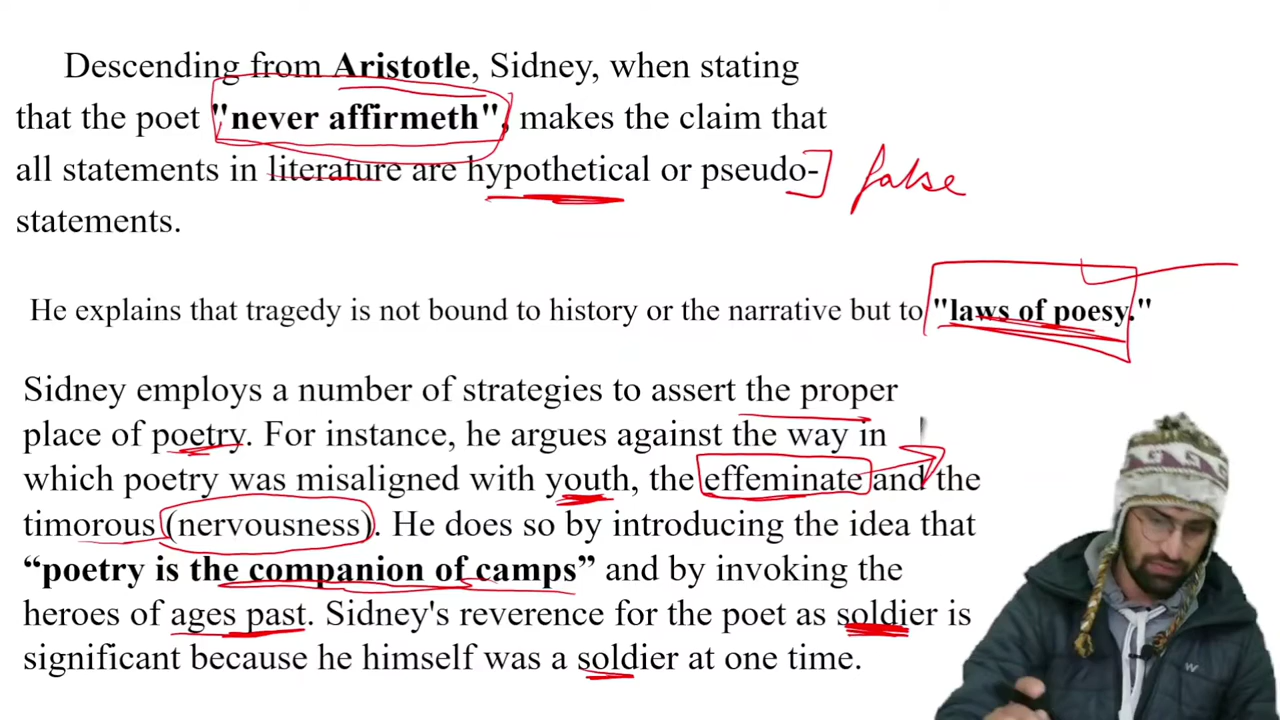 Descending from Aristotle, Sidney, when stating
that the poet "never affirmeth", makes the claim that
all statements in literature are hypothetical or pseudo- false
statements.
He explains that tragedy is not bound to history or the narrative but to "laws of poesy."
Sidney employs a number of strategies to assert the proper
place of poetry. For instance, he argues against the way in
which poetry was misaligned with youth, the effeminate and the
timorous (nervousness). He does so by introducing the idea that
“poetry is the companion of camps” and by invoking the
heroes of ages past. Sidney's reverence for the poet as soldier is
significant because he himself was a soldier at one time.
W